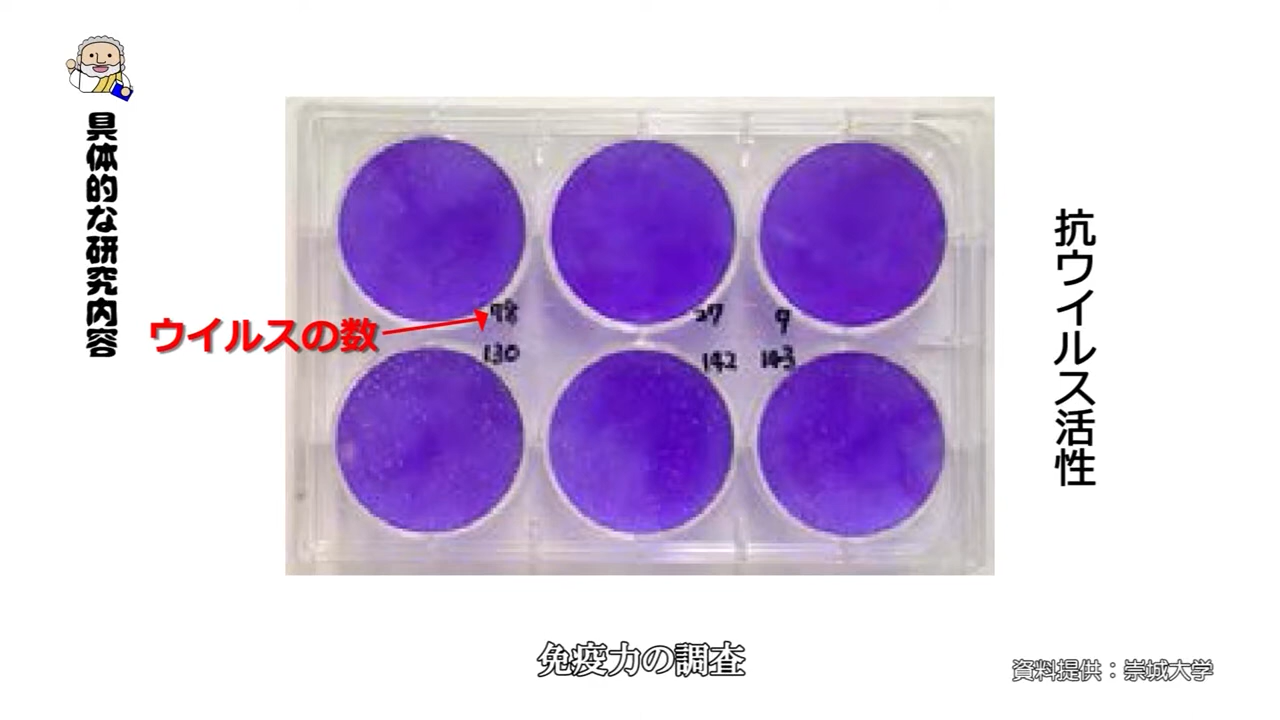 具体的な研究内容
抗ウイルス活性
ウイルスの数
98
27
9
130
142
143
免疫力の調査
資料提供：崇城大学